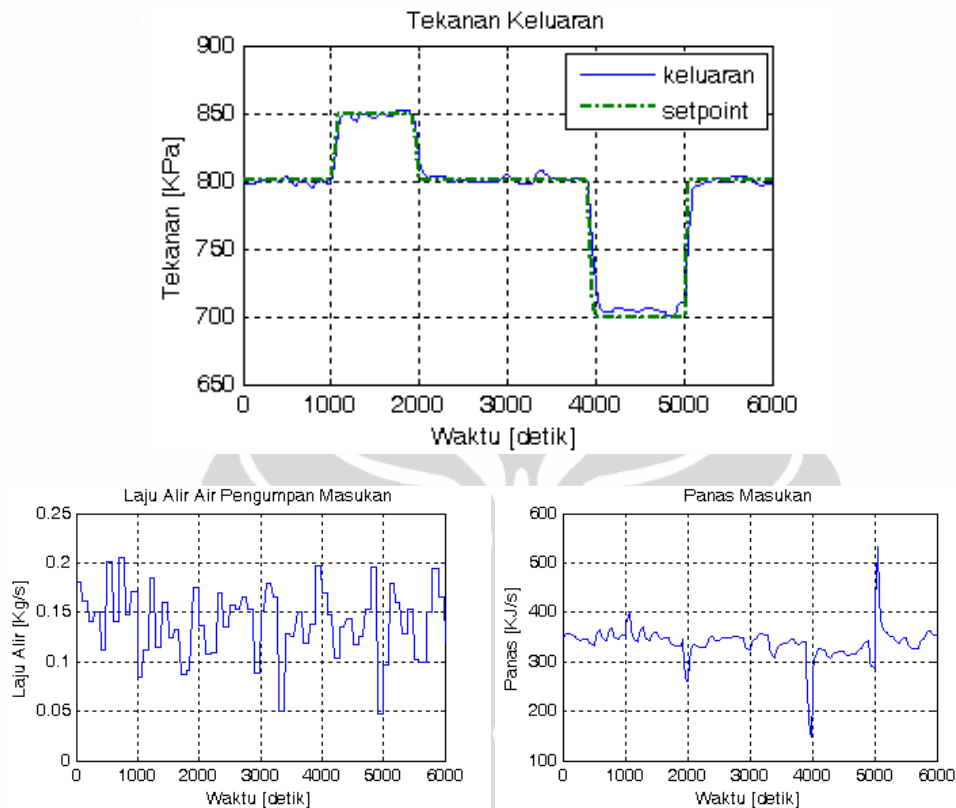 Tekanan Keluaran
900
850
800
750
700
650
Tekanan [KPa]
keluaran
setpoint
0 1000 2000 3000 4000 5000 6000
Waktu [detik]
Laju Alir Air Pengumpan Masukan
0.25
0.2
0.15
0.1
0.05
0
Laju Alir [Kg/s]
0 1000 2000 3000 4000 5000 6000
Waktu [detik]
Panas Masukan
600
500
400
300
200
100
Panas [KJ/s]
0 1000 2000 3000 4000 5000 6000
Waktu [detik]